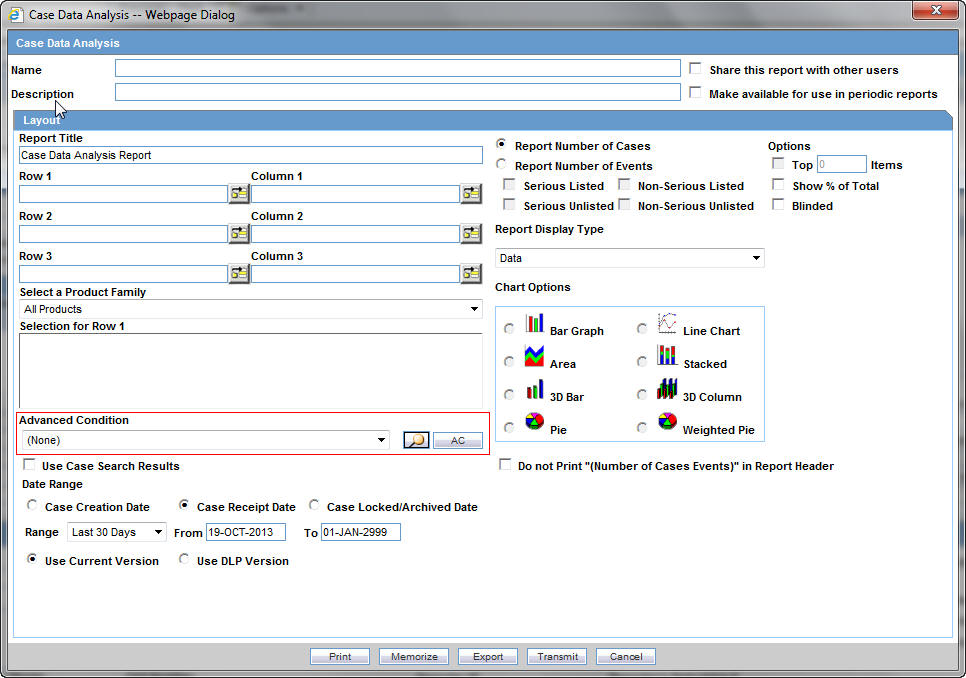 Case Data Analysis -- Webpage Dialog
Case Data Analysis
Name
Share this report with other users
Description
Make available for use in periodic reports
Layout
Report Title
Case Data Analysis Report
Row 1
Column 1
Row 2
Column 2
Row 3
Column 3
Select a Product Family
All Products
Selection for Row 1
Advanced Condition
(None)
AC
Use Case Search Results
Date Range
Case Creation Date
Case Receipt Date
Case Locked/Archived Date
Range
Last 30 Days
From
19-OCT-2013
To
01-JAN-2999
Use Current Version
Use DLP Version
Report Number of Cases
Report Number of Events
Serious Listed
Non-Serious Listed
Serious Unlisted
Non-Serious Unlisted
Options
Top
0
Items
Show % of Total
Blinded
Report Display Type
Data
Chart Options
Bar Graph
Line Chart
Area
Stacked
3D Bar
3D Column
Pie
Weighted Pie
Do not Print "(Number of Cases Events)" in Report Header
Print
Memorize
Export
Transmit
Cancel